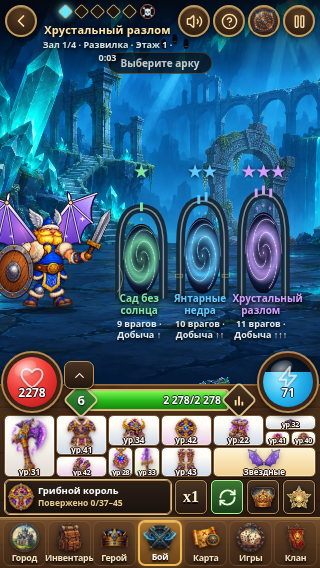 Хрустальный разлом
Зал 1/4 · Развилка · Этаж 1 ·
0:03
Выберите арку
Сад без солнца
9 врагов ·
Добыча ↑
Янтарные недра
10 врагов ·
Добыча ↑↑
Хрустальный разлом
11 врагов ·
Добыча ↑↑↑
2278
6
2 278/2 278
71
ур.31
ур.41
ур.34
ур.42
ур.22
ур.32
ур.41
ур.40
ур.42
ур.28
ур.33
ур.43
Звездные
Грибной король
Повержено 0/37–45
x1
Город
Инвентарь
Герой
Бой
Карта
Игры
Клан